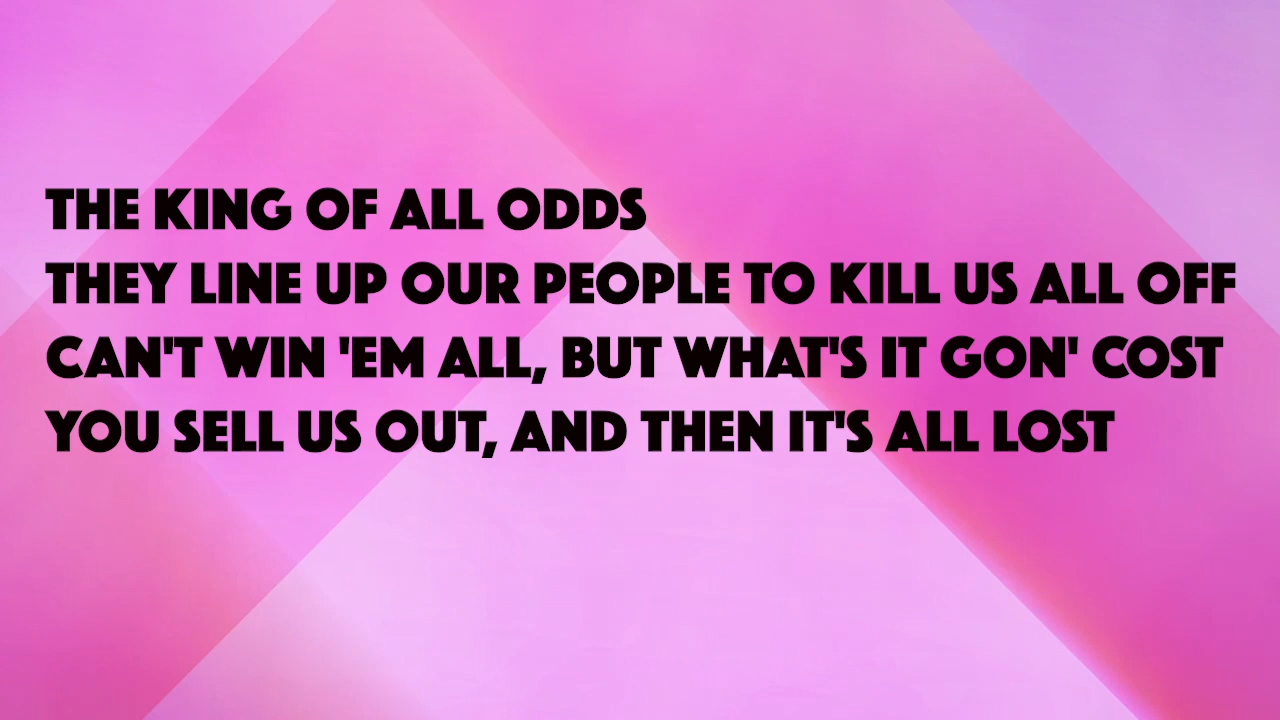 THE KING OF ALL ODDS
THEY LINE UP OUR PEOPLE TO KILL US ALL OFF
CAN'T WIN 'EM ALL, BUT WHAT'S IT GON' COST
YOU SELL US OUT, AND THEN IT'S ALL LOST